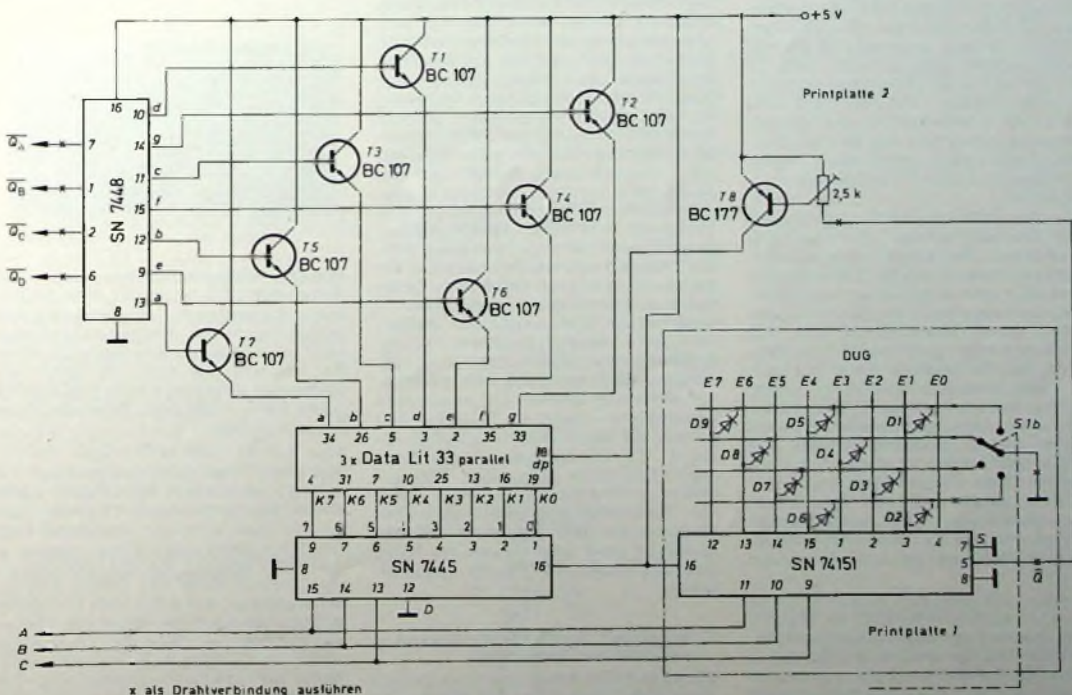 +5 V
T1
BC 107
Printplatte 2
16
10 d
Q̅A̅
7
14 g
T2
BC 107
T3
BC 107
11 c
Q̅B̅
1
SN 7448
15 f
T4
BC 107
T8
BC 177
2,5 k
Q̅C̅
2
12 b
T5
BC 107
9 e
Q̅D̅
6
13 a
T6
BC 107
8
T7
BC 107
DUG
E7 E6 E5 E4 E3 E2 E1 E0
a b c d e f g
34 26 5 3 2 35 33
D9 D5 D1
S1b
D8 D4
3 x Data Lit 33 parallel
18
dp
D7 D3
4 31 7 10 25 13 16 19
K7 K6 K5 K4 K3 K2 K1 K0
D6 D2
7 6 5 4 3 2 1 0
9 7 6 5 4 3 2 1
12 13 14 15 1 2 3 4
7 S
8
SN 7445
16
16
SN 74151
5
Q̅
15 14 13 12
11 10 9
8
D
A
B
C
Printplatte 1
x als Drahtverbindung ausführen